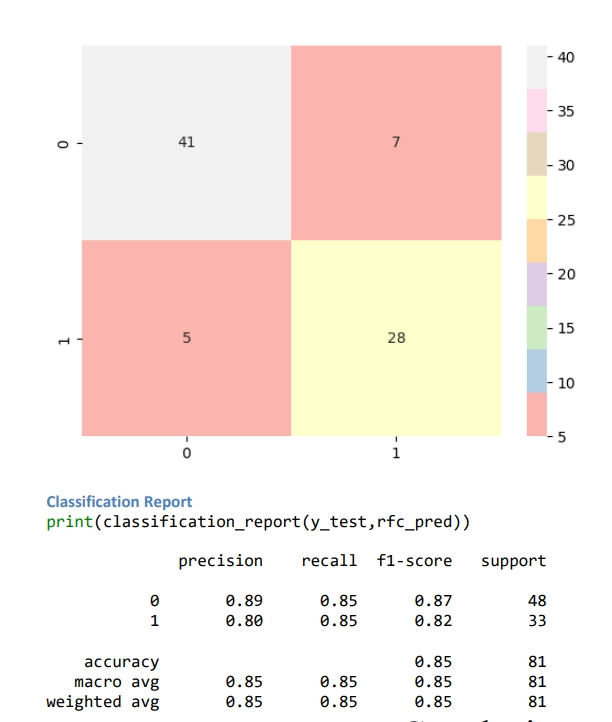 40
35
0
41
7
30
25
20
15
1
5
28
10
5
0
1
Classification Report
print(classification_report(y_test,rfc_pred))
precision recall f1-score support
0 0.89 0.85 0.87 48
1 0.80 0.85 0.82 33
accuracy 0.85 81
macro avg 0.85 0.85 0.85 81
weighted avg 0.85 0.85 0.85 81